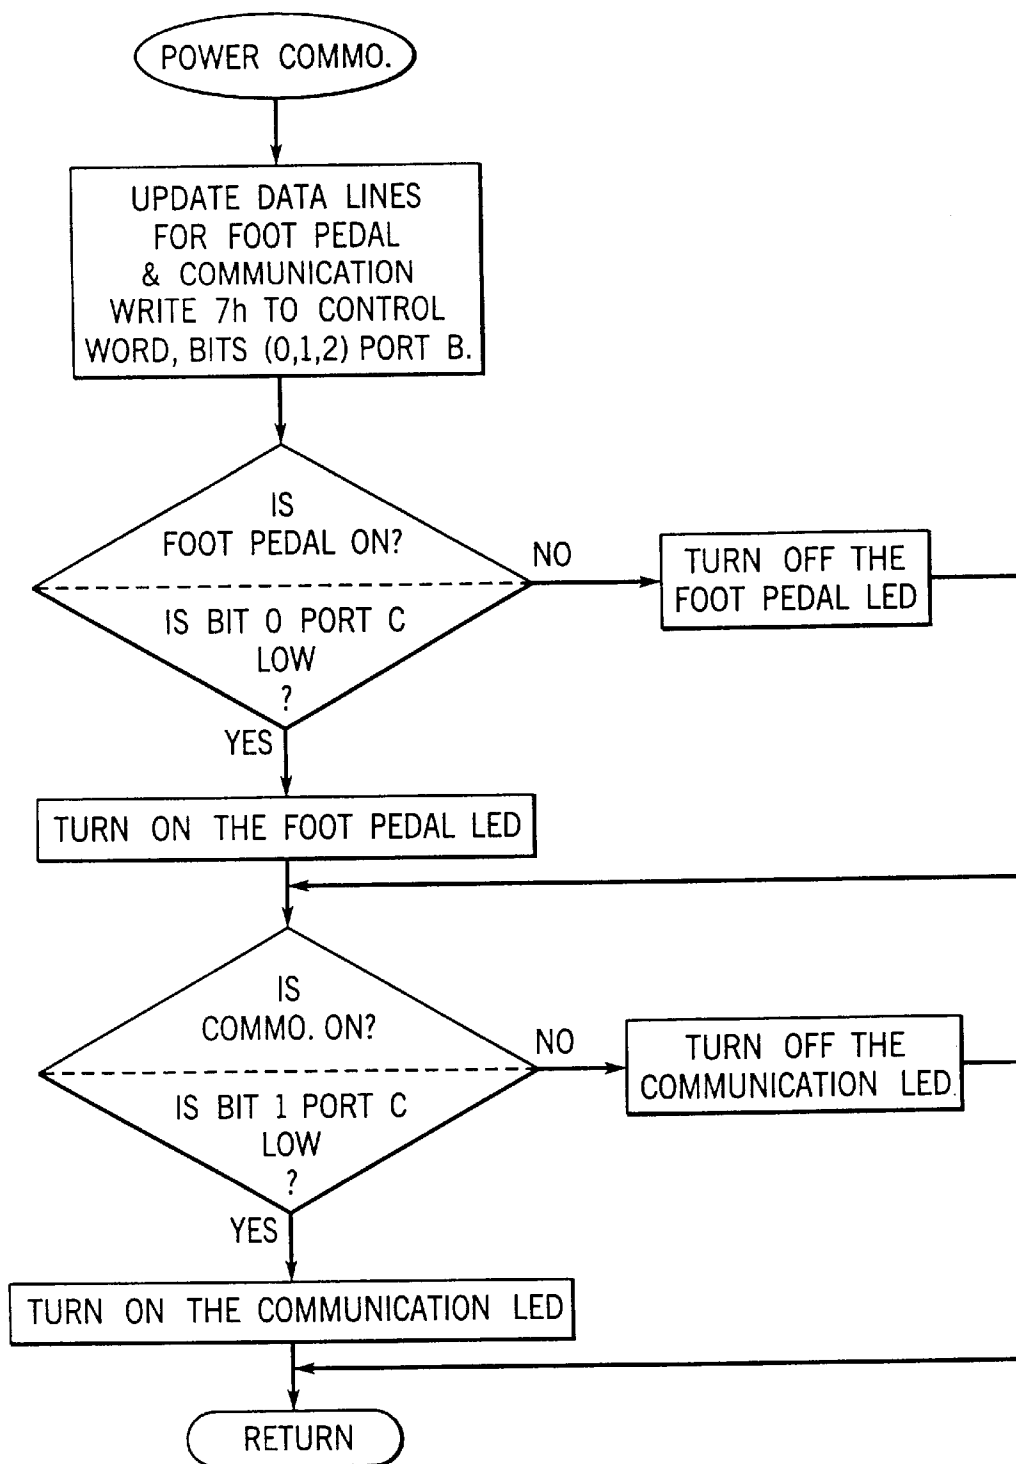 POWER COMMO.
UPDATE DATA LINES
FOR FOOT PEDAL
& COMMUNICATION
WRITE 7h TO CONTROL
WORD, BITS (0,1,2) PORT B.
IS
FOOT PEDAL ON?
IS BIT 0 PORT C
LOW
?
NO
TURN OFF THE
FOOT PEDAL LED
YES
TURN ON THE FOOT PEDAL LED
IS
COMMO. ON?
IS BIT 1 PORT C
LOW
?
NO
TURN OFF THE
COMMUNICATION LED
YES
TURN ON THE COMMUNICATION LED
RETURN